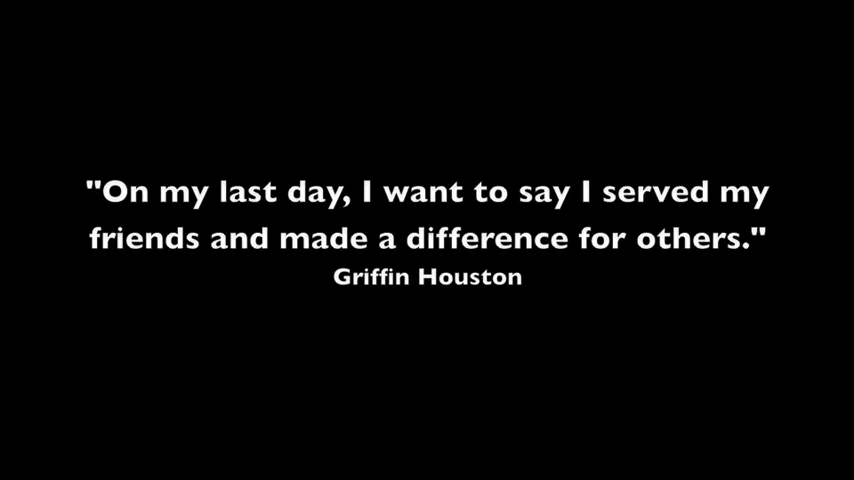 "On my last day, I want to say I served my
friends and made a difference for others."
Griffin Houston